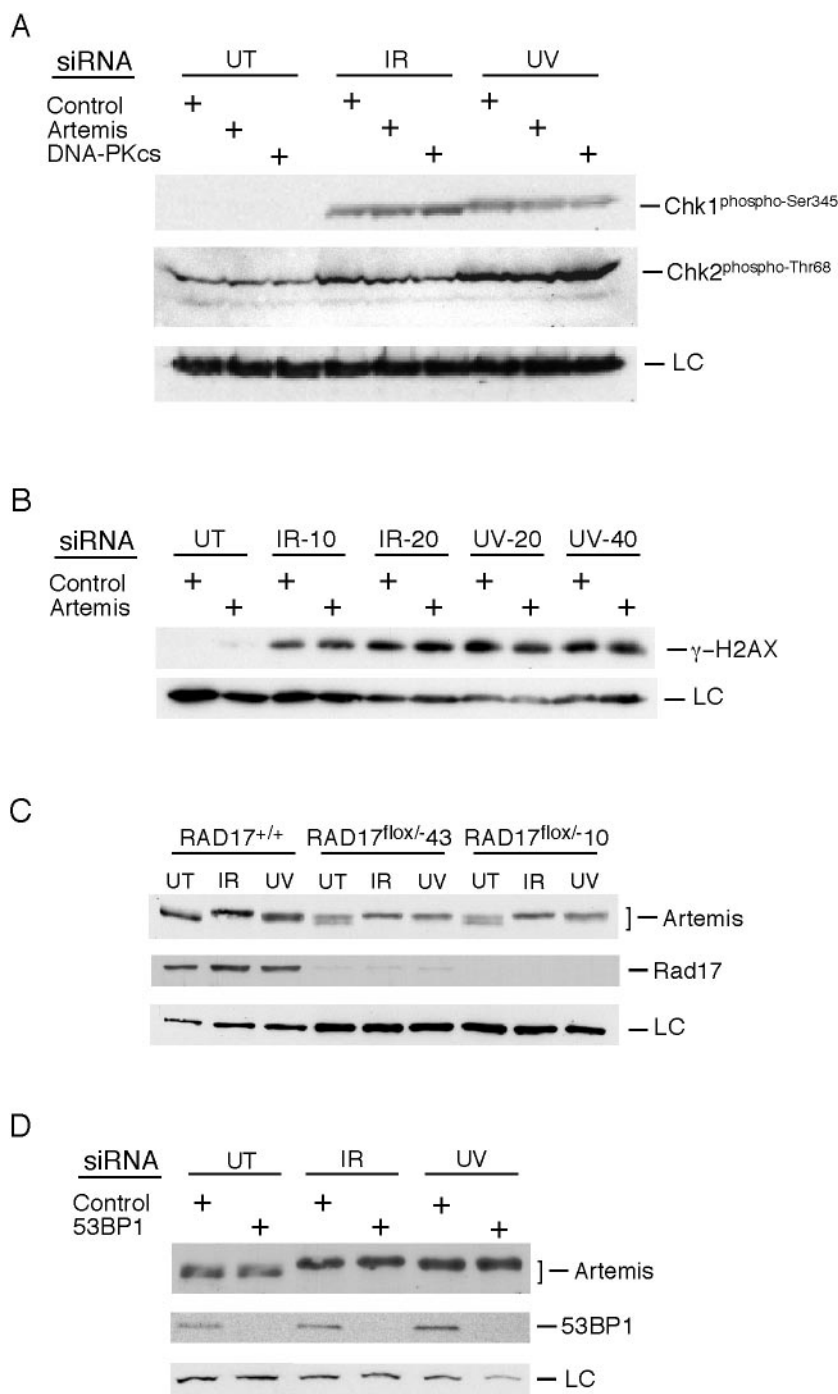 A
siRNA UT IR UV
Control + + +
Artemis + + +
DNA-PKcs + + +
Chk1phospho-Ser345
Chk2phospho-Thr68
LC
B
siRNA UT IR-10 IR-20 UV-20 UV-40
Control + + + + +
Artemis + + + + +
γ-H2AX
LC
C
RAD17+/+ RAD17flox/-43 RAD17flox/-10
UT IR UV UT IR UV UT IR UV
] Artemis
Rad17
LC
D
siRNA UT IR UV
Control + + +
53BP1 + + +
] Artemis
53BP1
LC